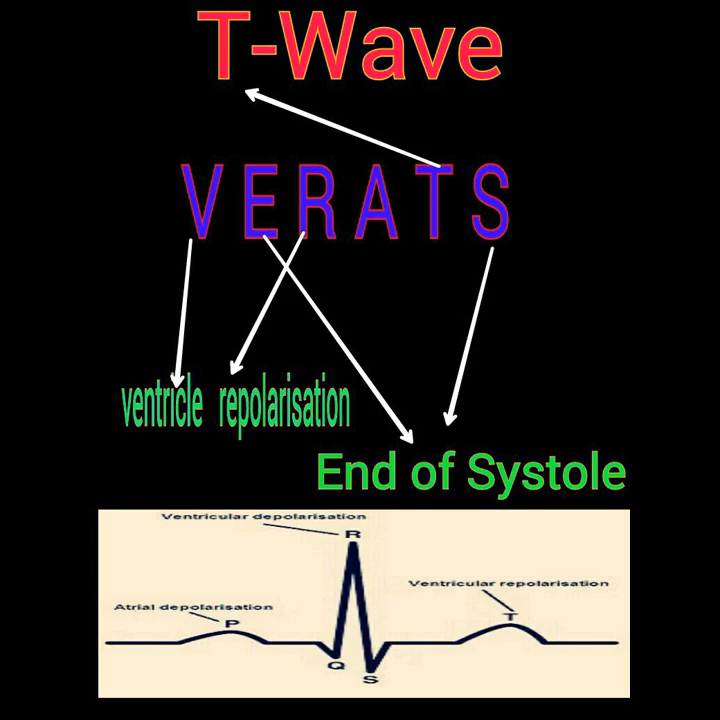 T-Wave
VERATS
ventricle repolarisation
End of Systole
Ventricular depolarisation
R
Ventricular repolarisation
Atrial depolarisation
P
T
Q
S